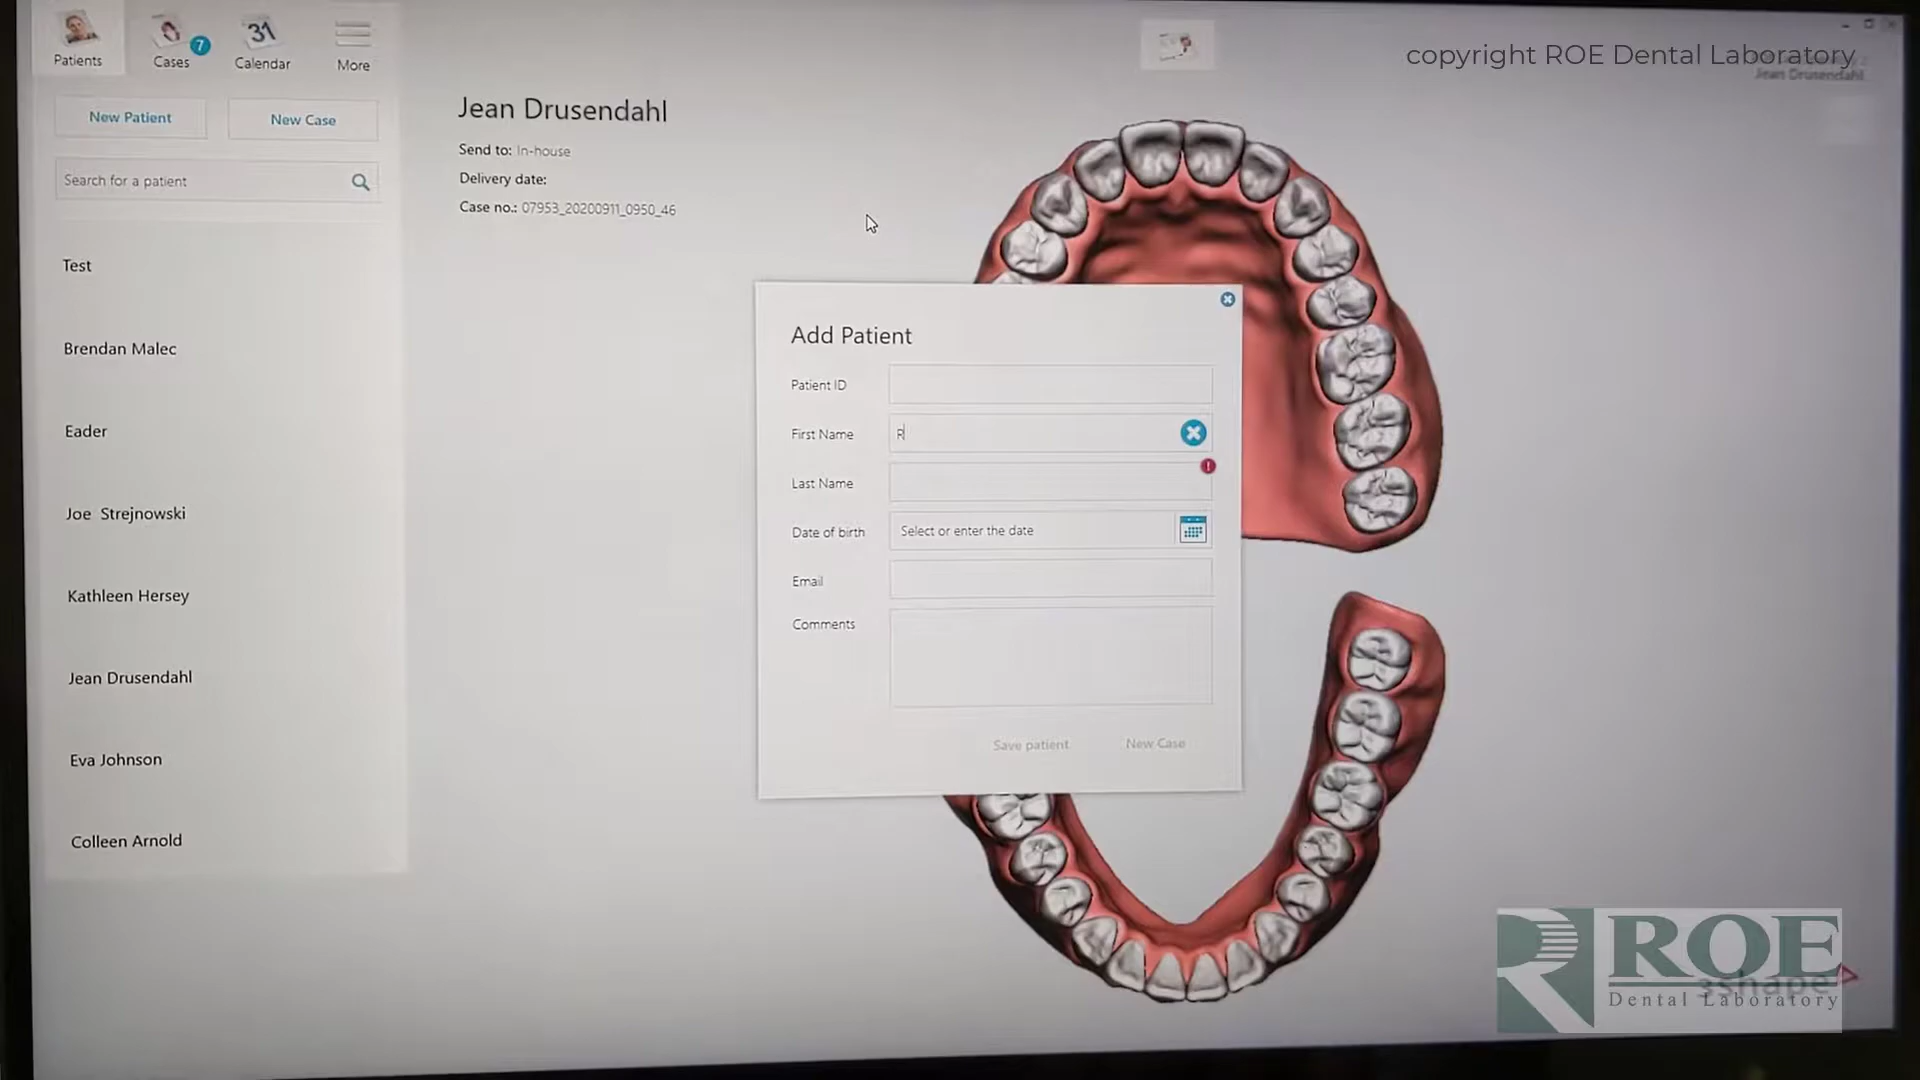 Patients
Cases
7
31
Calendar
More
copyright ROE Dental Laboratory
Jean Drusendahl
New Patient
New Case
Search for a patient
Jean Drusendahl
Send to: In-house
Delivery date:
Case no.: 07953_20200911_0950_46
Test
Brendan Malec
Eader
Joe Strejnowski
Kathleen Hersey
Jean Drusendahl
Eva Johnson
Colleen Arnold
Add Patient
Patient ID
First Name
R
Last Name
!
Date of birth
Select or enter the date
Email
Comments
Save patient
New Case
R ROE
3shape
Dental Laboratory